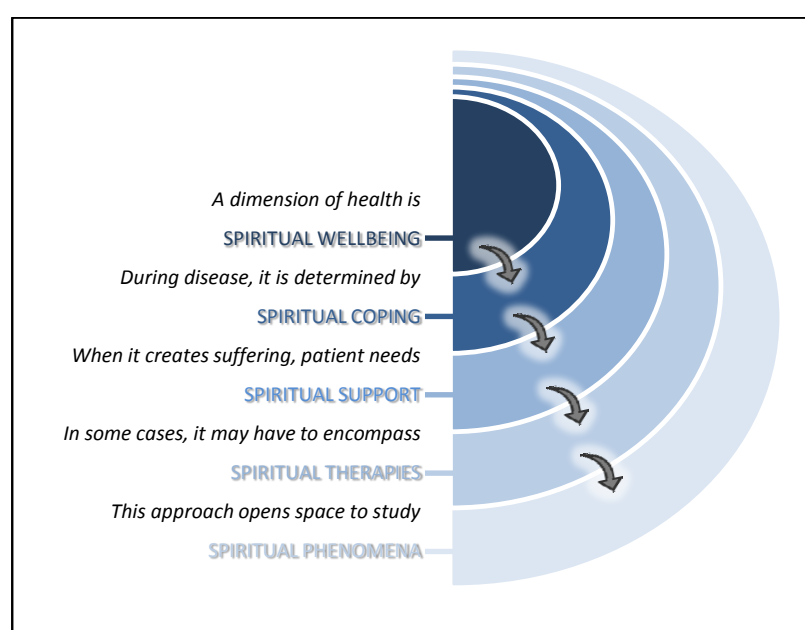 A dimension of health is
SPIRITUAL WELLBEING
During disease, it is determined by
SPIRITUAL COPING
When it creates suffering, patient needs
SPIRITUAL SUPPORT
In some cases, it may have to encompass
SPIRITUAL THERAPIES
This approach opens space to study
SPIRITUAL PHENOMENA